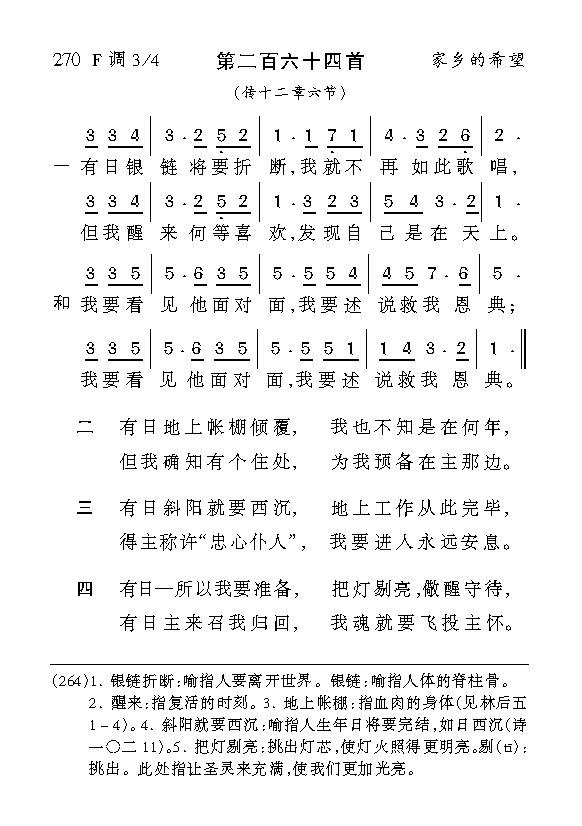 270 F 调 3/4 第二百六十四首 家乡的希望
(传十二章六节)
3 3 4 | 3 · 2 5 2 | 1 · 1 7 1 | 4 · 3 2 6 | 2 ·
一 有日银 链 将要折 断,我就不 再 如此歌 唱,
3 3 4 | 3 · 2 5 2 | 1 · 3 2 3 | 5 4 3 · 2 | 1 ·
但我醒 来 何等喜 欢,发现自 己是在 天 上。
3 3 5 | 5 · 6 3 5 | 5 · 5 5 4 | 4 5 7 · 6 | 5 ·
和 我要看 见 他面对 面,我要述 说救我 恩 典;
3 3 5 | 5 · 6 3 5 | 5 · 5 5 1 | 1 4 3 · 2 | 1 · ‖
我要看 见 他面对 面,我要述 说救我 恩 典。
二 有日地上帐棚倾覆, 我也不知是在何年,
但我确知有个住处, 为我预备在主那边。
三 有日斜阳就要西沉, 地上工作从此完毕,
得主称许“忠心仆人”, 我要进入永远安息。
四 有日—所以我要准备, 把灯剔亮,儆醒守待,
有日主来召我归回, 我魂就要飞投主怀。
(264)1. 银链折断:喻指人要离开世界。银链:喻指人体的脊柱骨。
2. 醒来:指复活的时刻。3. 地上帐棚:指血肉的身体(见林后五
1-4)。4. 斜阳就要西沉:喻指人生年日将要完结,如日西沉(诗
一〇二 11)。5. 把灯剔亮:挑出灯芯,使灯火照得更明亮。剔(tī):
挑出。此处指让圣灵来充满,使我们更加光亮。